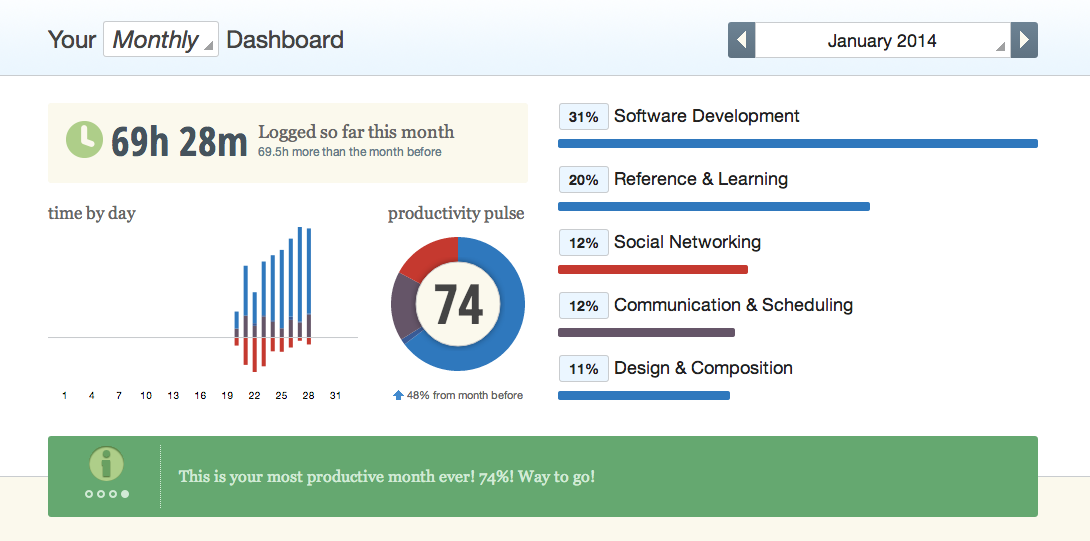 Your Monthly Dashboard
January 2014
69h 28m
Logged so far this month
69.5h more than the month before
time by day
1 4 7 10 13 16 19 22 25 28 31
productivity pulse
74
48% from month before
31% Software Development
20% Reference & Learning
12% Social Networking
12% Communication & Scheduling
11% Design & Composition
This is your most productive month ever! 74%! Way to go!